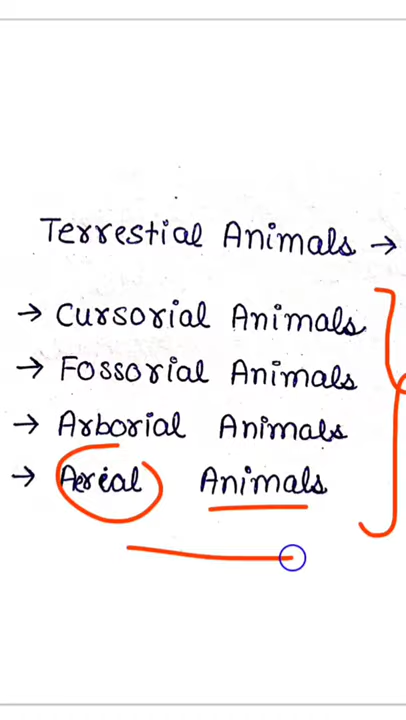 Terrestial Animals →
→ Cursorial Animals
→ Fossorial Animals
→ Arborial Animals
→ Aerial Animals